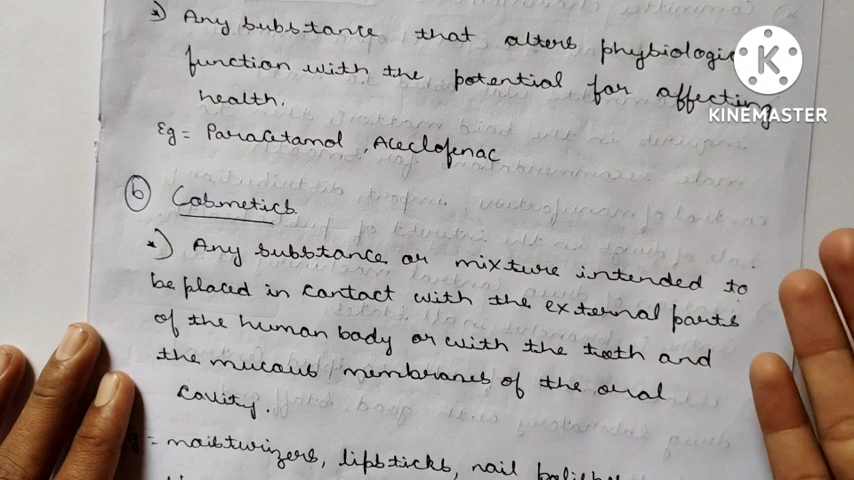 *) Any substance that alters physiologic
function with the potential for affecting
health.
Eg = Paracetamol, Aceclofenac
b Cosmetics
*) Any substance or mixture intended to
be placed in contact with the external parts
of the human body or with the teeth and
the mucous membranes of the oral
cavity.
= moisturizers, lipsticks, nail
K
KINEMASTER